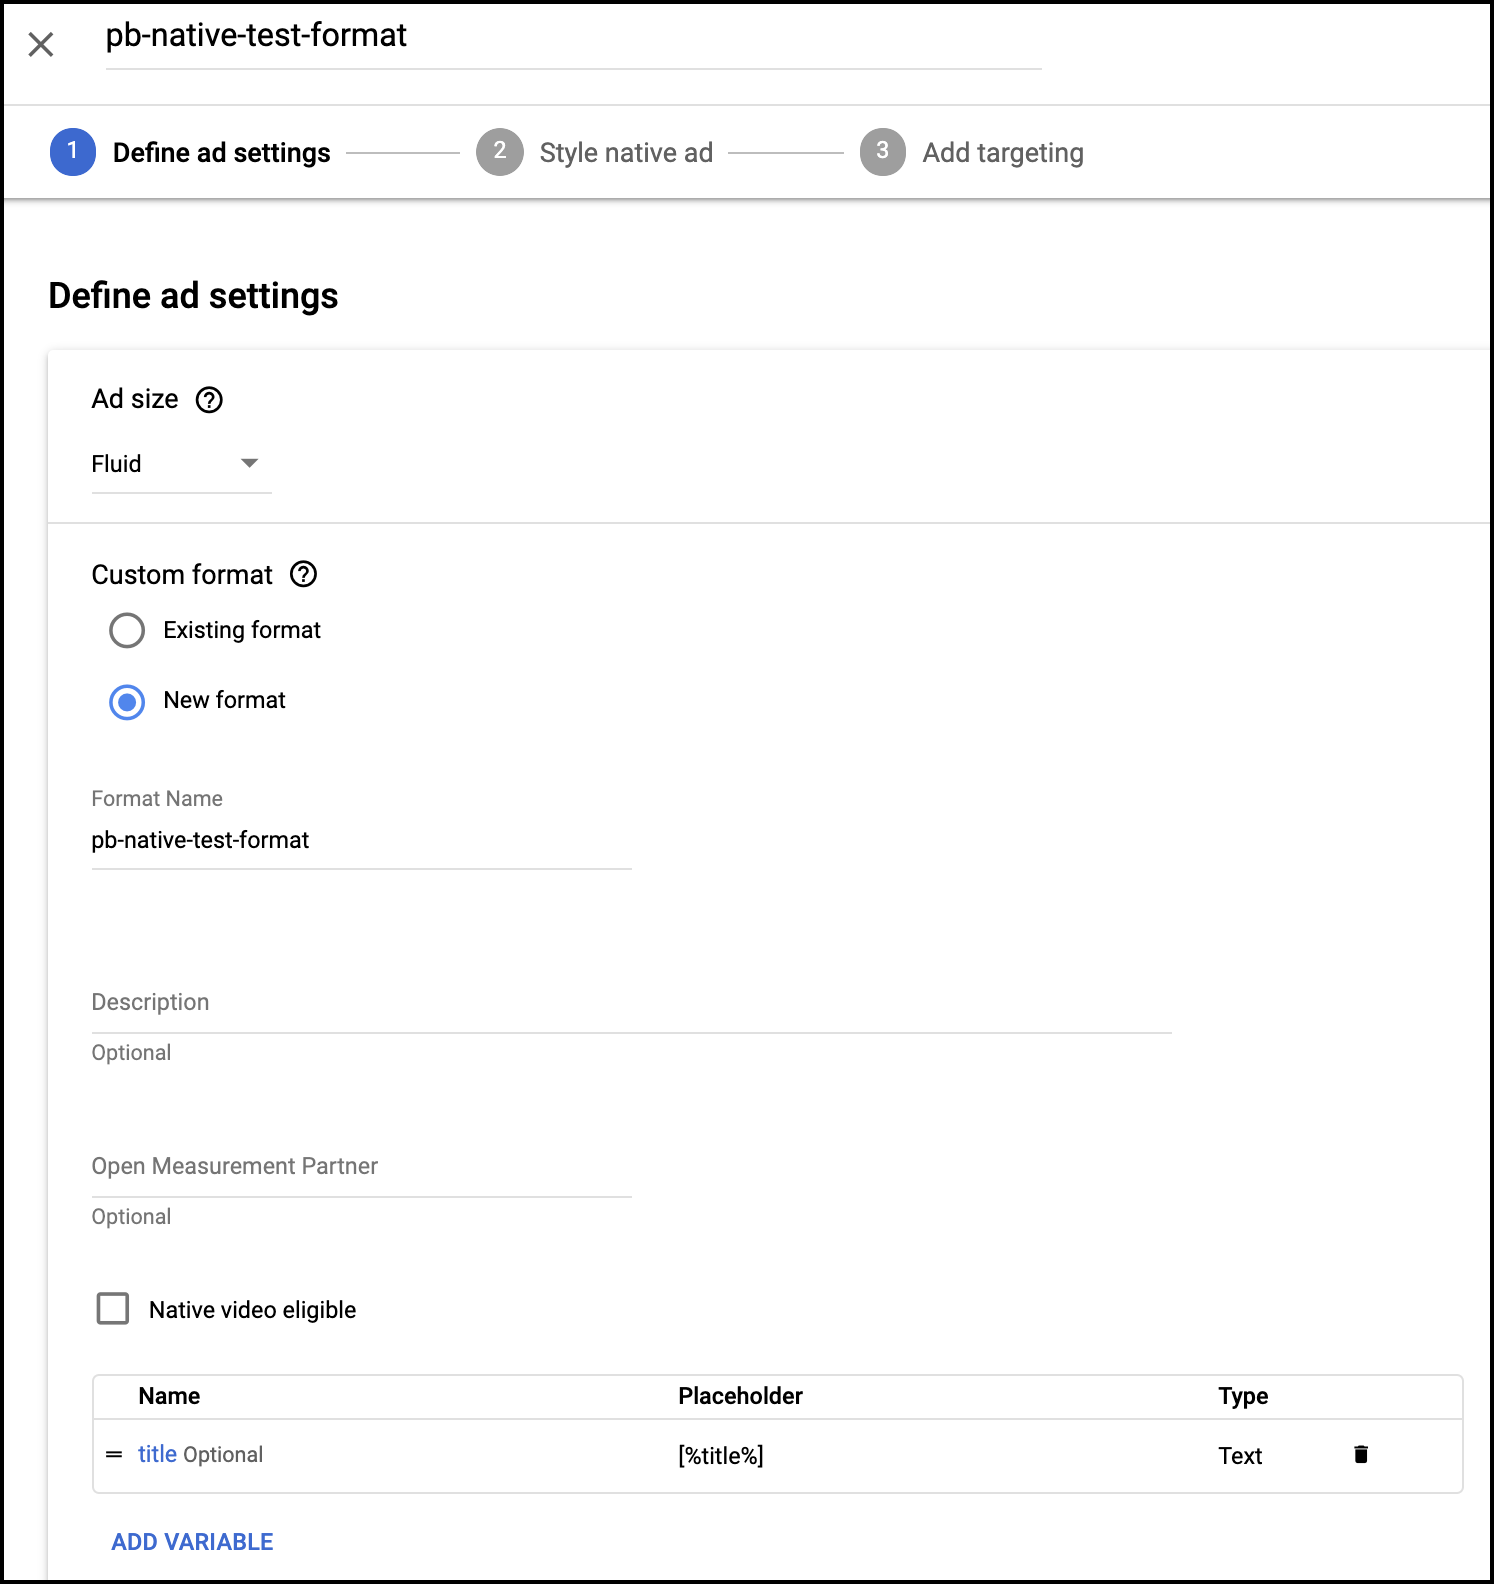 pb-native-test-format
1 Define ad settings 2 Style native ad 3 Add targeting
Define ad settings
Ad size ?
Fluid
Custom format ?
Existing format
New format
Format Name
pb-native-test-format
Description
Optional
Open Measurement Partner
Optional
Native video eligible
Name Placeholder Type
title Optional [%title%] Text
ADD VARIABLE